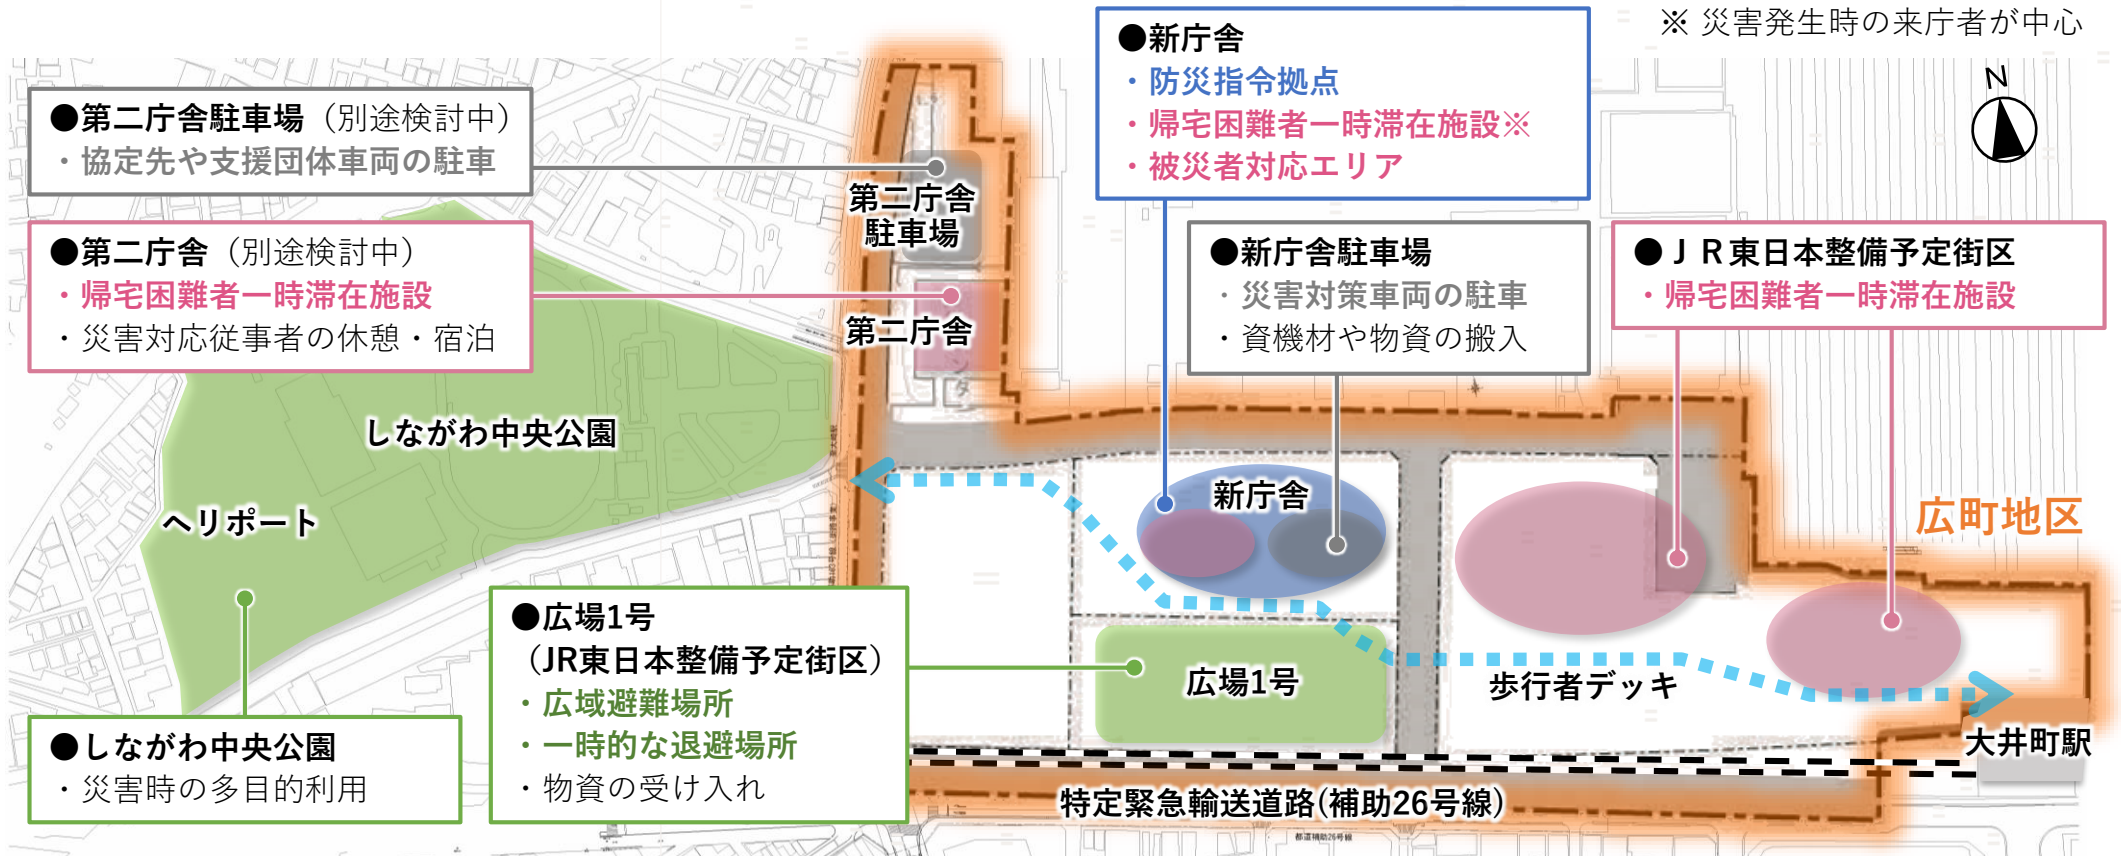 ※ 災害発生時の来庁者が中心
●新庁舎
・防災指令拠点
・帰宅困難者一時滞在施設※
・被災者対応エリア
N
●第二庁舎駐車場（別途検討中）
・協定先や支援団体車両の駐車
第二庁舎
駐車場
●第二庁舎（別途検討中）
・帰宅困難者一時滞在施設
・災害対応従事者の休憩・宿泊
第二庁舎
●新庁舎駐車場
・災害対策車両の駐車
・資機材や物資の搬入
●ＪＲ東日本整備予定街区
・帰宅困難者一時滞在施設
しながわ中央公園
ヘリポート
新庁舎
広町地区
●広場1号
（JR東日本整備予定街区）
・広域避難場所
・一時的な退避場所
・物資の受け入れ
広場1号
歩行者デッキ
大井町駅
●しながわ中央公園
・災害時の多目的利用
特定緊急輸送道路(補助26号線)
都道補助26号線